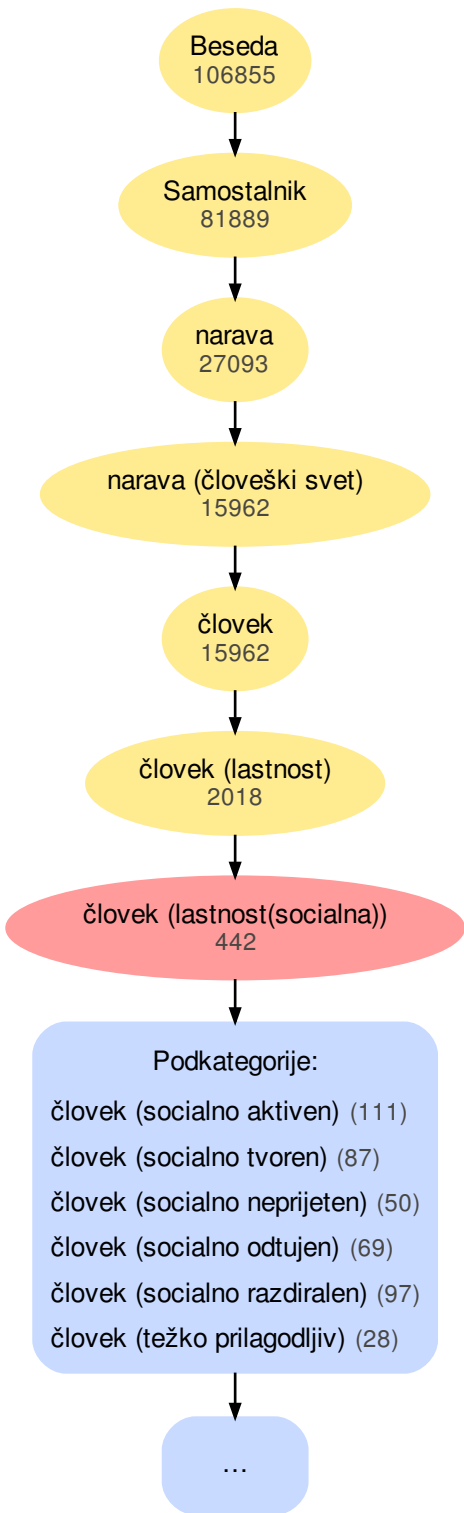 Beseda
106855
Samostalnik
81889
narava
27093
narava (človeški svet)
15962
človek
15962
človek (lastnost)
2018
človek (lastnost(socialna))
442
Podkategorije:
človek (socialno aktiven) (111)
človek (socialno tvoren) (87)
človek (socialno neprijeten) (50)
človek (socialno odtujen) (69)
človek (socialno razdiralen) (97)
človek (težko prilagodljiv) (28)
...